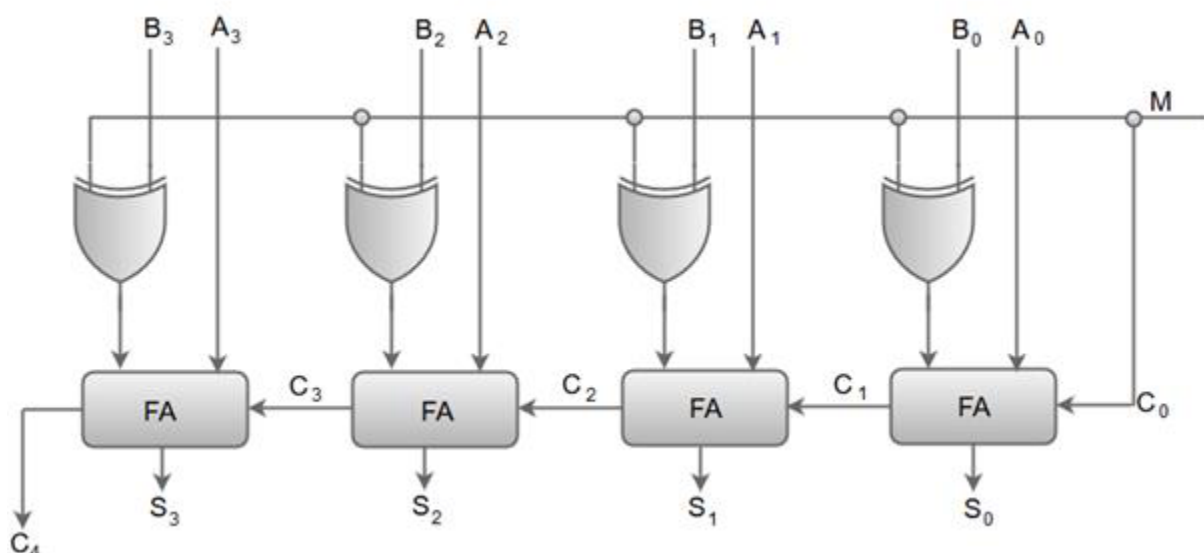 B₃ A₃ B₂ A₂ B₁ A₁ B₀ A₀
M
FA C₃ FA C₂ FA C₁ FA C₀
S₃ S₂ S₁ S₀
C₄